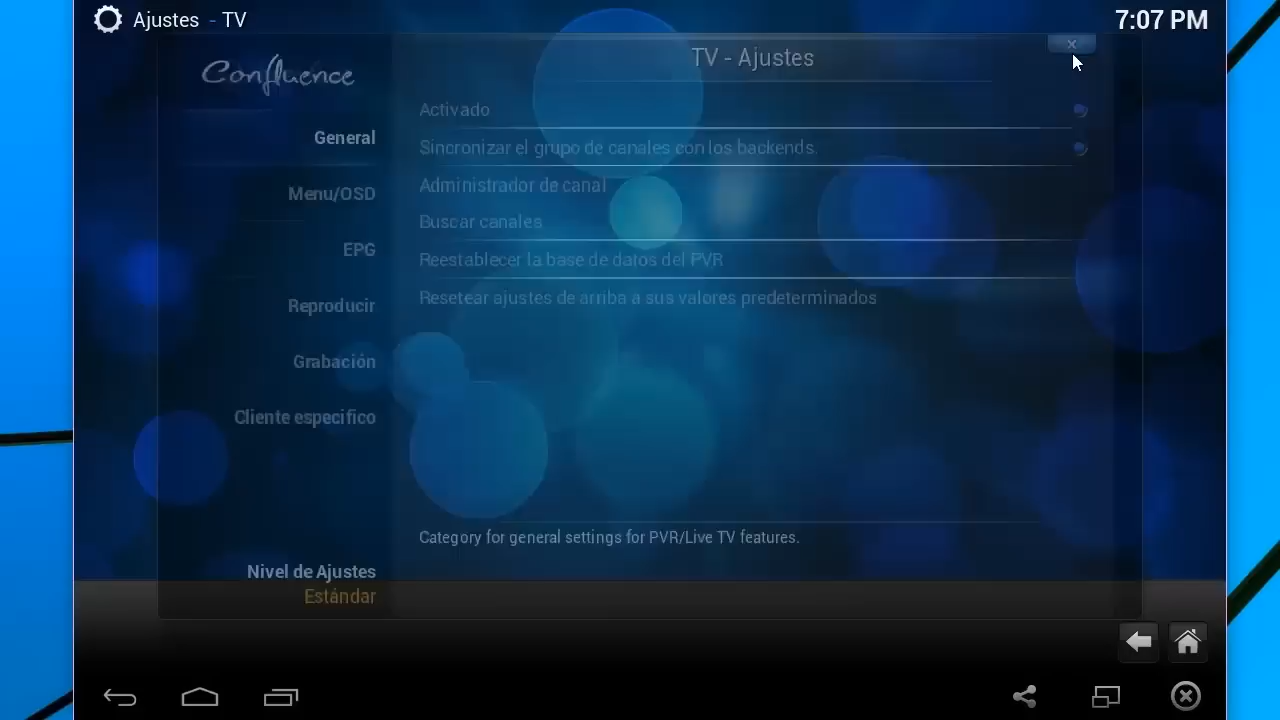 Ajustes - TV
7:07 PM
Confluence
TV - Ajustes
General
Menu/OSD
EPG
Reproducir
Grabación
Cliente específico
Activado
Sincronizar el grupo de canales con los backends.
Administrador de canal
Buscar canales
Reestablecer la base de datos del PVR
Resetear ajustes de arriba a sus valores predeterminados
Category for general settings for PVR/Live TV features.
Nivel de Ajustes
Estándar